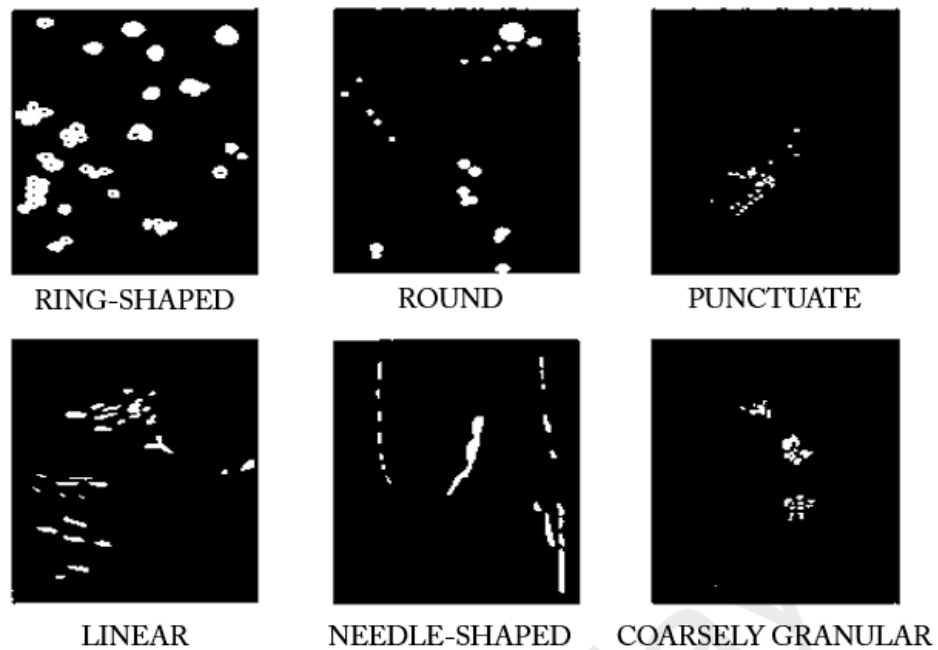 RING-SHAPED
ROUND
PUNCTUATE
LINEAR
NEEDLE-SHAPED
COARSELY GRANULAR